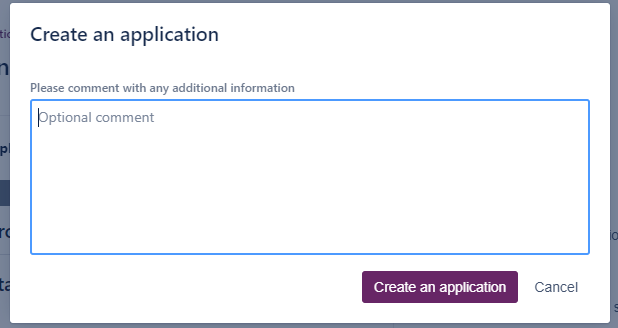 Create an application
Please comment with any additional information
Optional comment
Create an application
Cancel